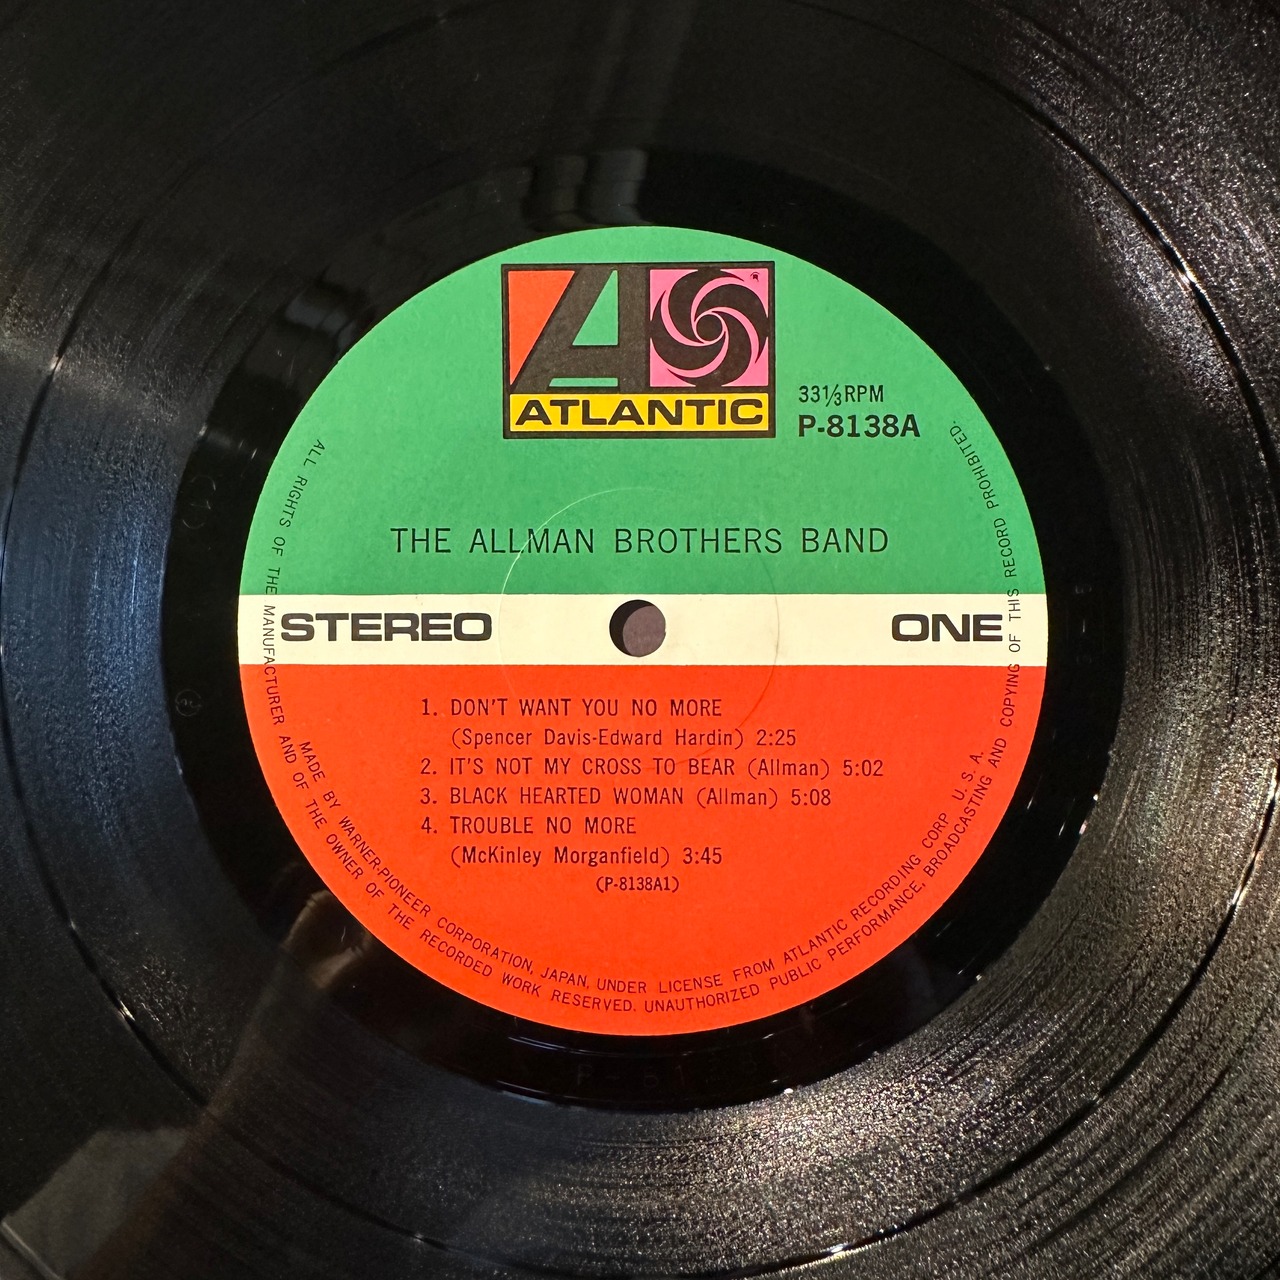 ATLANTIC
33⅓RPM
P-8138A
THE ALLMAN BROTHERS BAND
STEREO
ONE
1. DON'T WANT YOU NO MORE
(Spencer Davis-Edward Hardin) 2:25
2. IT'S NOT MY CROSS TO BEAR (Allman) 5:02
3. BLACK HEARTED WOMAN (Allman) 5:08
4. TROUBLE NO MORE
(McKinley Morganfield) 3:45
(P-8138A1)
MADE BY WARNER-PIONEER CORPORATION, JAPAN, UNDER LICENSE FROM ATLANTIC RECORDING CORP. U. S. A.
ALL RIGHTS OF THE MANUFACTURER AND OF THE OWNER OF THE RECORDED WORK RESERVED. UNAUTHORIZED PUBLIC PERFORMANCE, BROADCASTING AND COPYING OF THIS RECORD PROHIBITED.